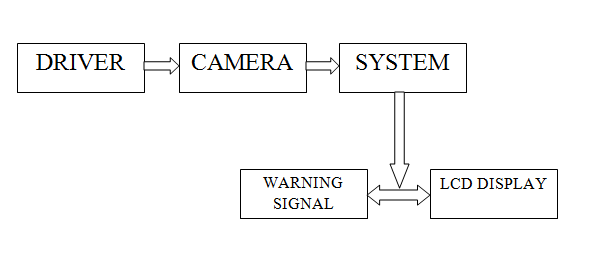 DRIVER
CAMERA
SYSTEM
WARNING
SIGNAL
LCD DISPLAY